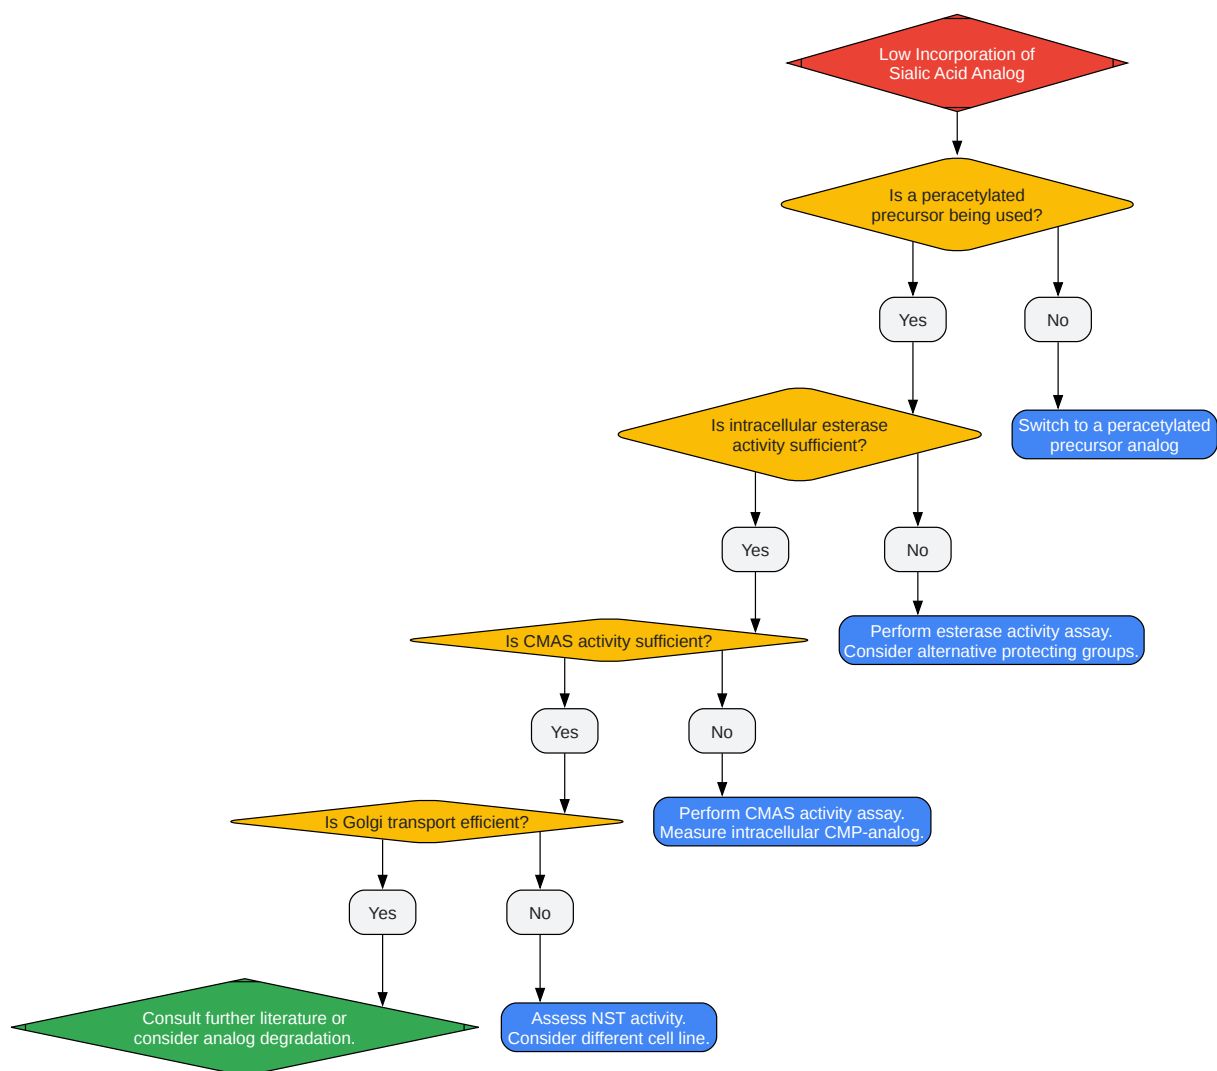 Low Incorporation of
Sialic Acid Analog
Is a peracetylated
precursor being used?
Yes
No
Switch to a peracetylated
precursor analog
Is intracellular esterase
activity sufficient?
Yes
No
Perform esterase activity assay.
Consider alternative protecting groups.
Is CMAS activity sufficient?
Yes
No
Perform CMAS activity assay.
Measure intracellular CMP-analog.
Is Golgi transport efficient?
Yes
No
Consult further literature or
consider analog degradation.
Assess NST activity.
Consider different cell line.